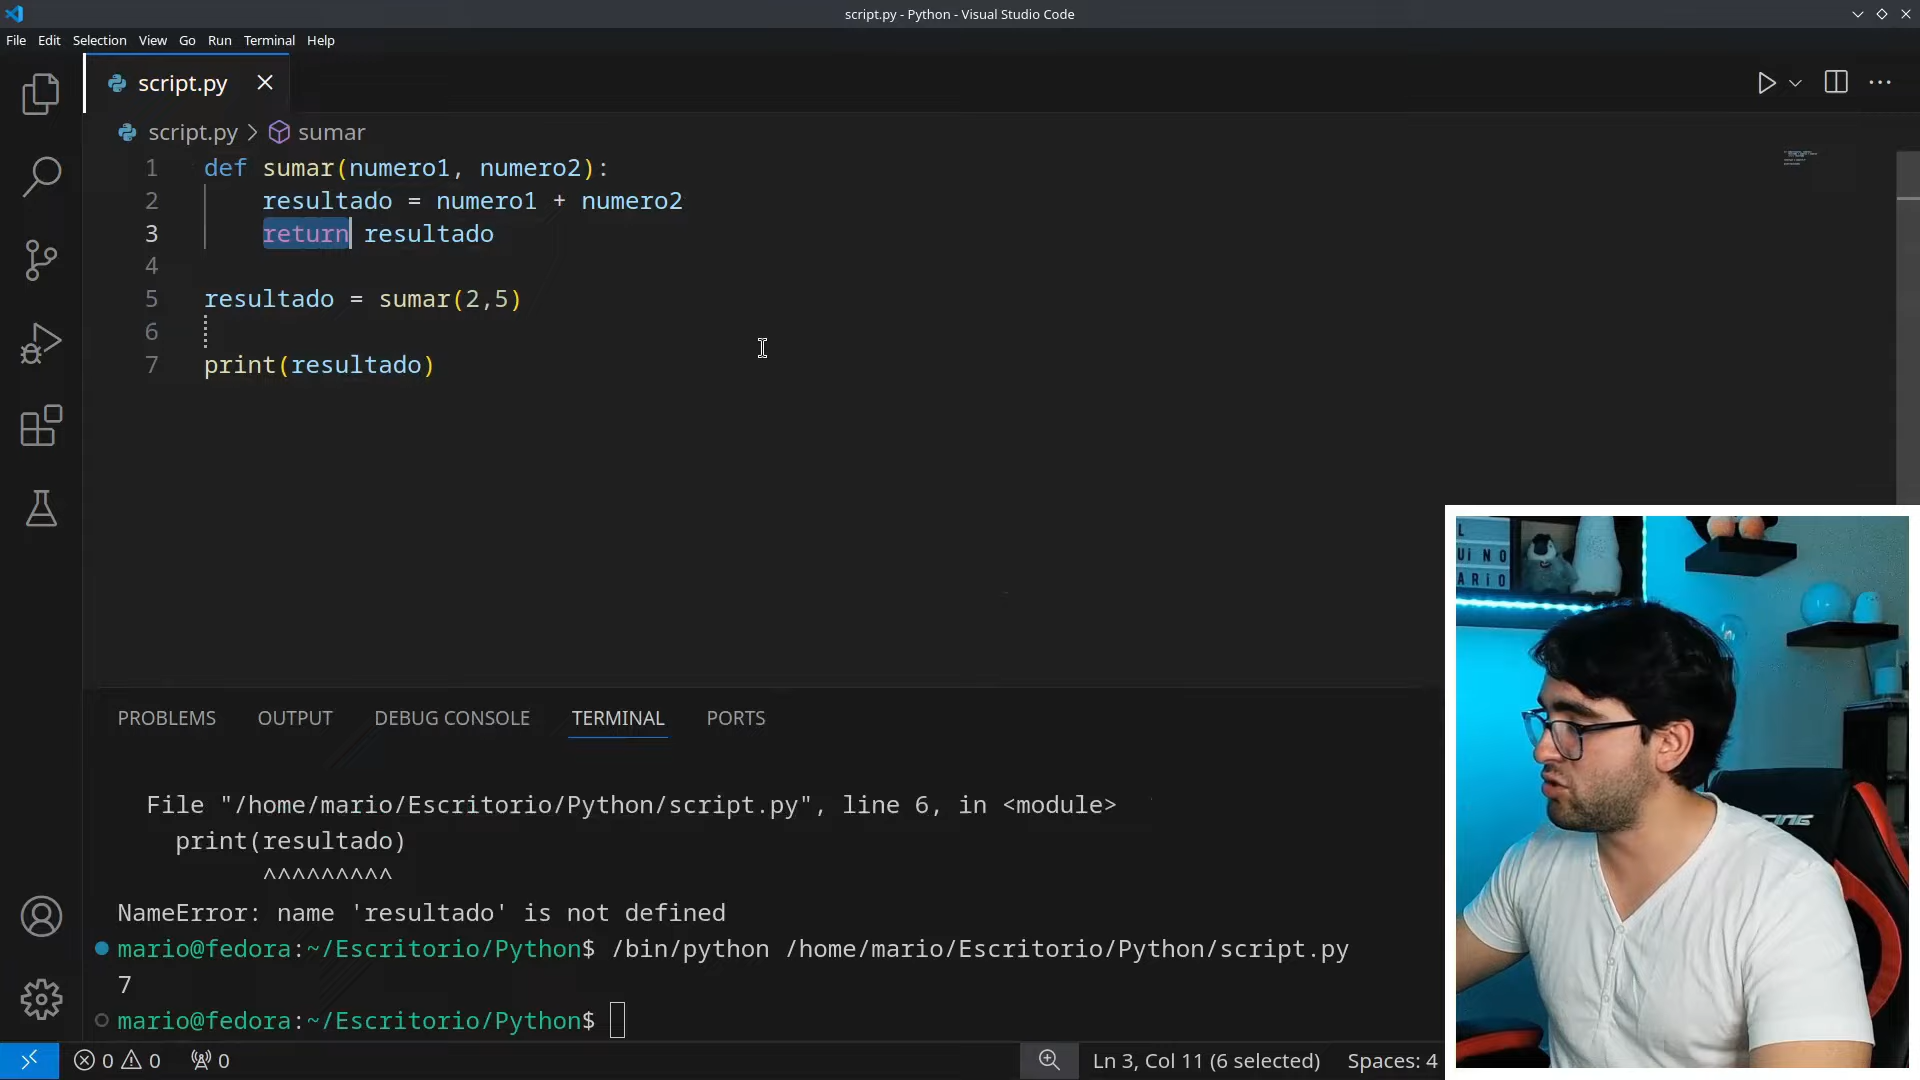 script.py - Python - Visual Studio Code
File Edit Selection View Go Run Terminal Help
script.py
script.py > sumar
1 def sumar(numero1, numero2):
2 resultado = numero1 + numero2
3 return resultado
4
5 resultado = sumar(2,5)
6
7 print(resultado)
PROBLEMS OUTPUT DEBUG CONSOLE TERMINAL PORTS
File "/home/mario/Escritorio/Python/script.py", line 6, in <module>
print(resultado)
^^^^^^^^^
NameError: name 'resultado' is not defined
mario@fedora:~/Escritorio/Python$ /bin/python /home/mario/Escritorio/Python/script.py
7
mario@fedora:~/Escritorio/Python$
0 0 0 Ln 3, Col 11 (6 selected) Spaces: 4
L
UiNO
ARiO